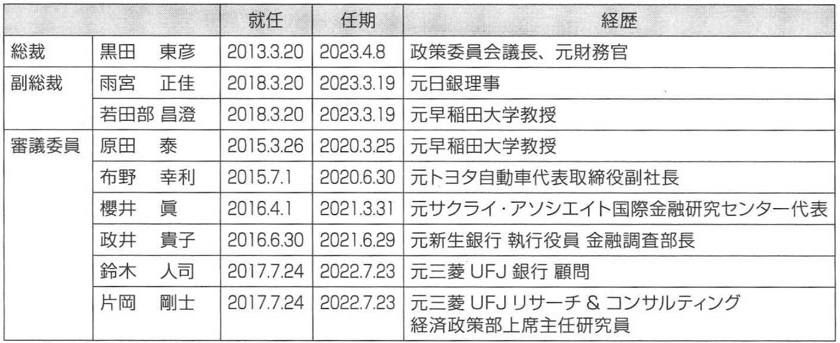 就任 任期 経歴
総裁 黒田 東彦 2013.3.20 2023.4.8 政策委員会議長、元財務官
副総裁 雨宮 正佳 2018.3.20 2023.3.19 元日銀理事
若田部 昌澄 2018.3.20 2023.3.19 元早稲田大学教授
審議委員 原田 泰 2015.3.26 2020.3.25 元早稲田大学教授
布野 幸利 2015.7.1 2020.6.30 元トヨタ自動車代表取締役副社長
櫻井 眞 2016.4.1 2021.3.31 元サクライ・アソシエイト国際金融研究センター代表
政井 貴子 2016.6.30 2021.6.29 元新生銀行 執行役員 金融調査部長
鈴木 人司 2017.7.24 2022.7.23 元三菱 UFJ 銀行 顧問
片岡 剛士 2017.7.24 2022.7.23 元三菱 UFJ リサーチ & コンサルティング
経済政策部上席主任研究員